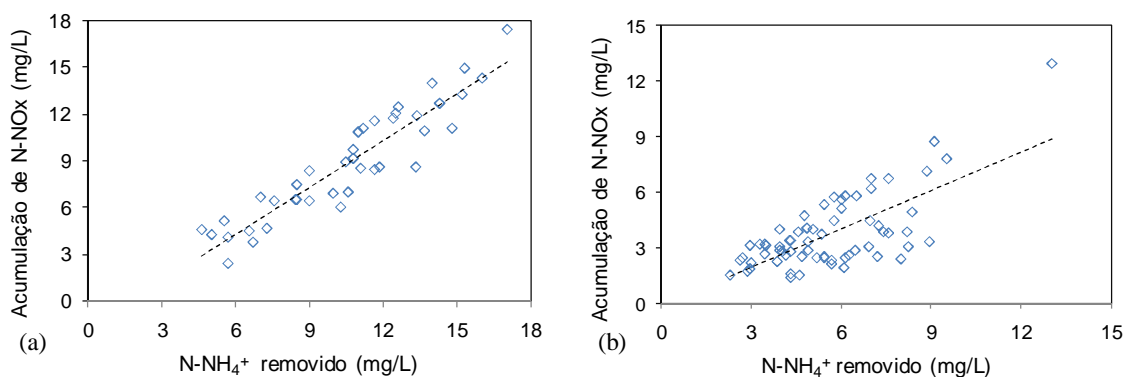 Acumulação de N-NOx (mg/L)
18
15
12
9
6
3
0
0 3 6 9 12 15 18
N-NH₄⁺ removido (mg/L)
(a)
Acumulação de N-NOx (mg/L)
15
12
9
6
3
0
0 3 6 9 12 15
N-NH₄⁺ removido (mg/L)
(b)